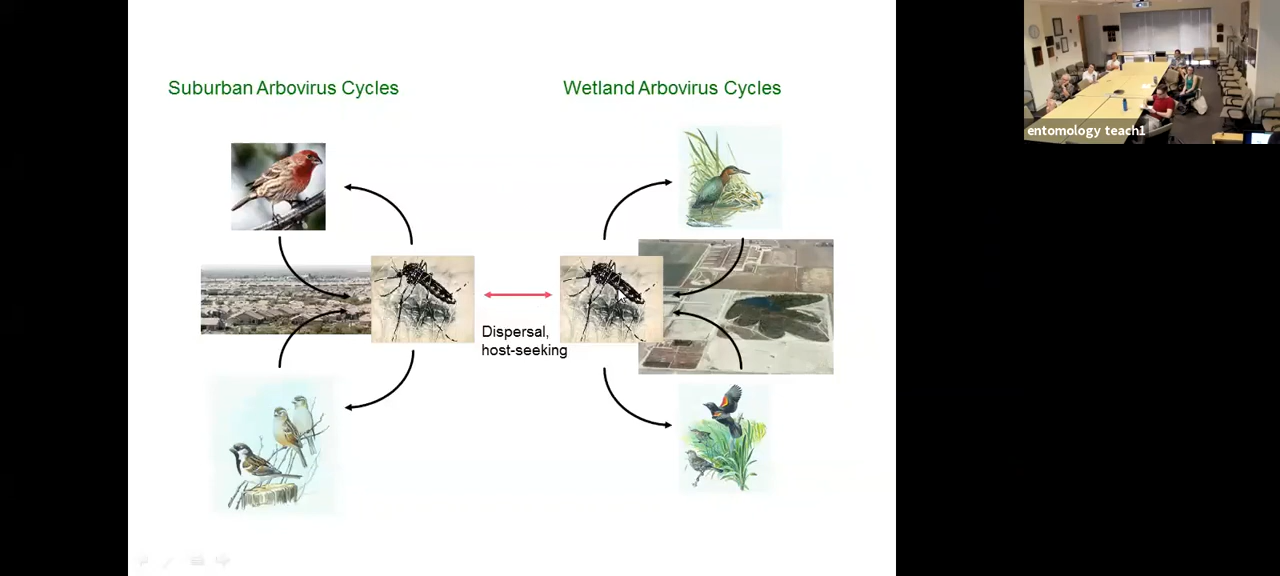 Suburban Arbovirus Cycles
Wetland Arbovirus Cycles
Dispersal,
host-seeking
entomology teach1